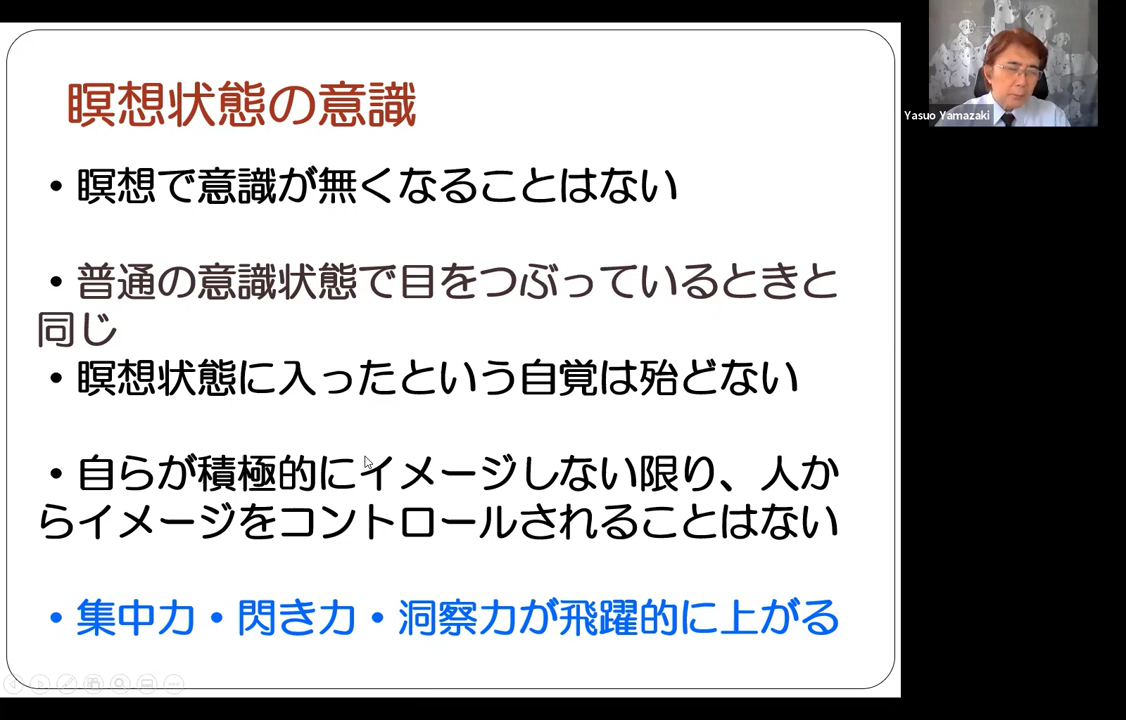 瞑想状態の意識
・瞑想で意識が無くなることはない
・普通の意識状態で目をつぶっているときと
同じ
・瞑想状態に入ったという自覚は殆どない
・自らが積極的にイメージしない限り、人か
らイメージをコントロールされることはない
・集中力・閃き力・洞察力が飛躍的に上がる
Yasuo Yamazaki